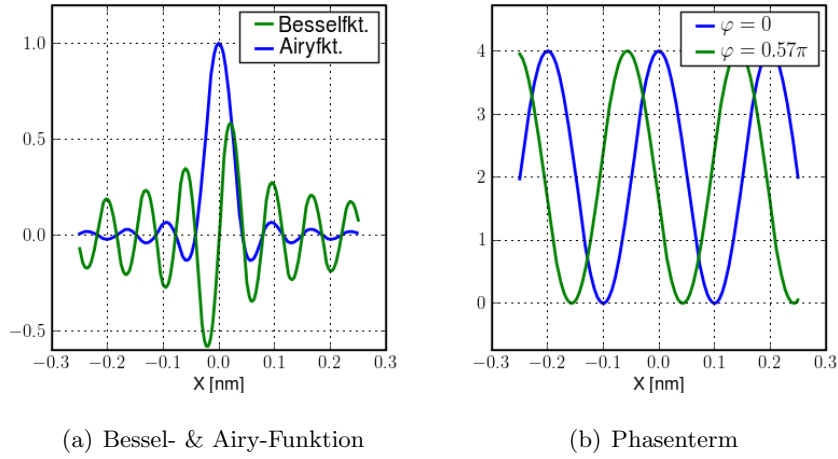 Besselfkt.
Airyfkt.
1.0
0.5
0.0
−0.5
−0.3 −0.2 −0.1 0.0 0.1 0.2 0.3
X [nm]
(a) Bessel- & Airy-Funktion
φ = 0
φ = 0.57π
4
3
2
1
0
−0.3 −0.2 −0.1 0.0 0.1 0.2 0.3
X [nm]
(b) Phasenterm